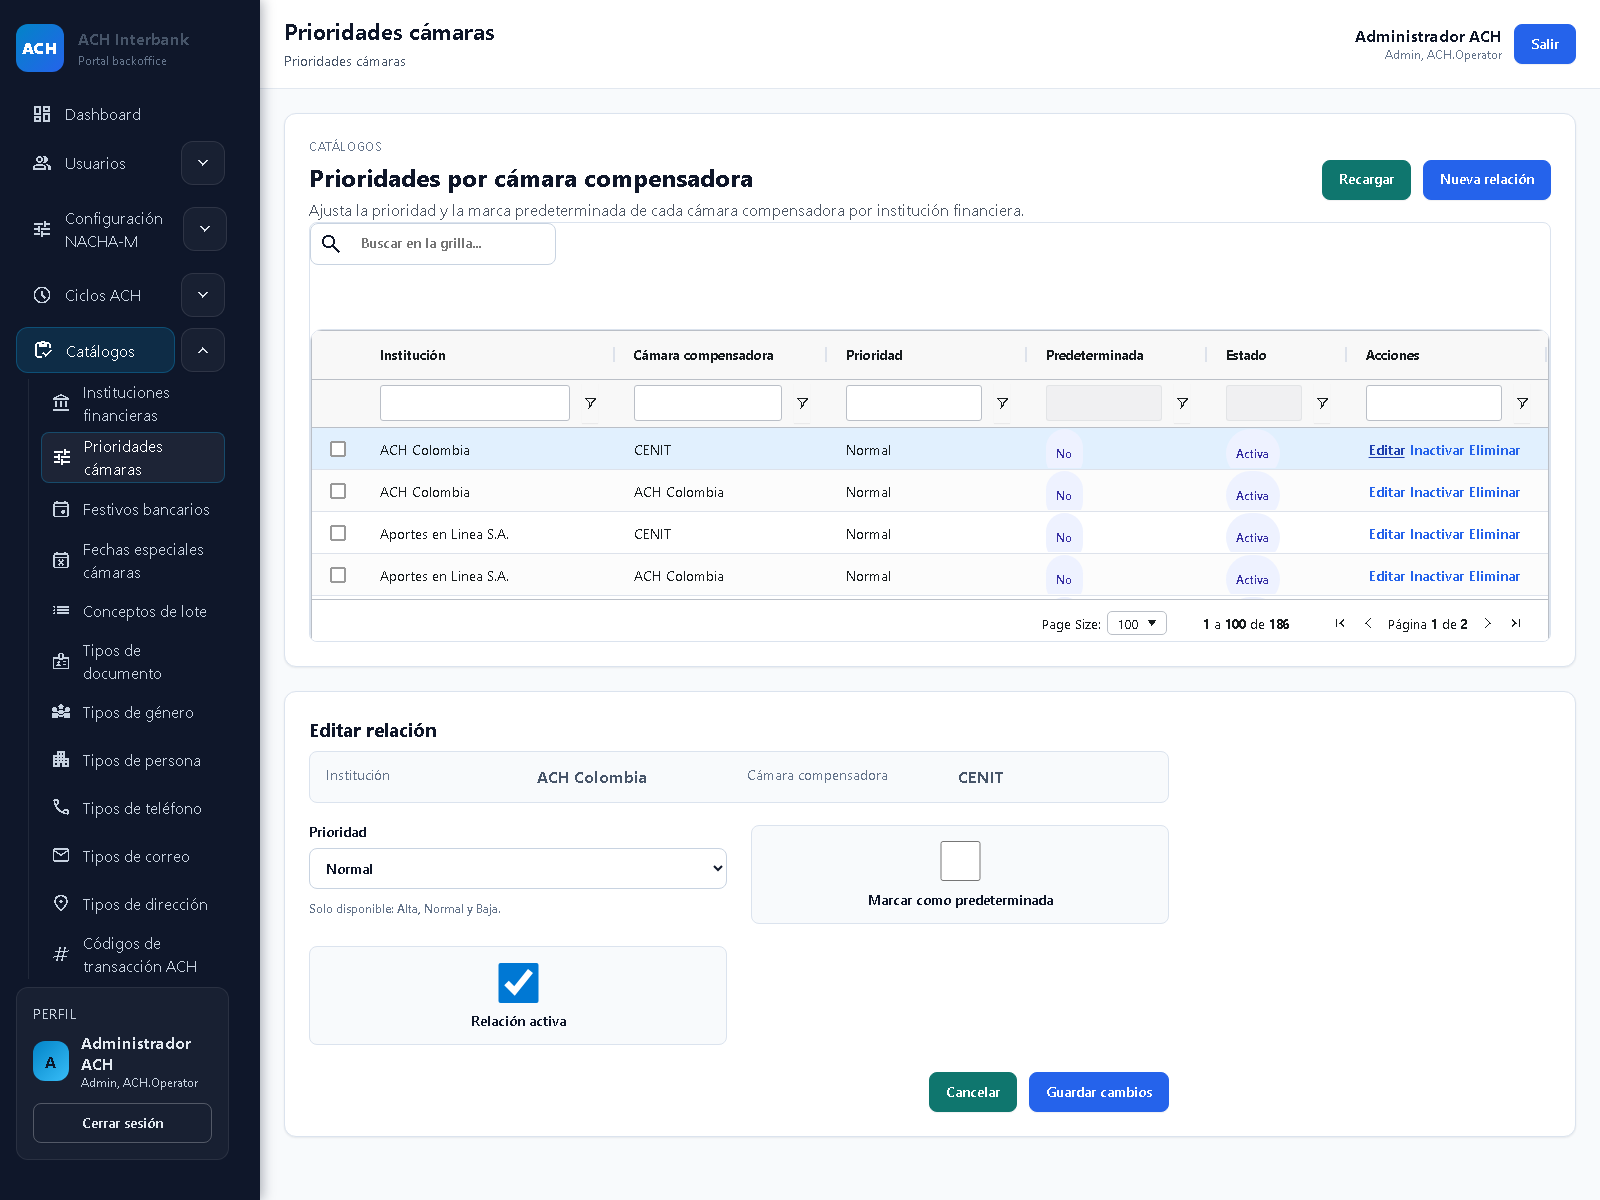 ACH
ACH Interbank
Portal backoffice
Dashboard
Usuarios
Configuración
NACHA-M
Ciclos ACH
Catálogos
Instituciones
financieras
Prioridades
cámaras
Festivos bancarios
Fechas especiales
cámaras
Conceptos de lote
Tipos de
documento
Tipos de género
Tipos de persona
Tipos de teléfono
Tipos de correo
Tipos de dirección
Códigos de
transacción ACH
PERFIL
A
Administrador
ACH
Admin, ACH.Operator
Cerrar sesión
Prioridades cámaras
Prioridades cámaras
Administrador ACH
Admin, ACH.Operator
Salir
CATÁLOGOS
Prioridades por cámara compensadora
Ajusta la prioridad y la marca predeterminada de cada cámara compensadora por institución financiera.
Recargar
Nueva relación
Buscar en la grilla...
Institución Cámara compensadora Prioridad Predeterminada Estado Acciones
ACH Colombia CENIT Normal No Activa Editar Inactivar Eliminar
ACH Colombia ACH Colombia Normal No Activa Editar Inactivar Eliminar
Aportes en Linea S.A. CENIT Normal No Activa Editar Inactivar Eliminar
Aportes en Linea S.A. ACH Colombia Normal No Activa Editar Inactivar Eliminar
Page Size: 100 1 a 100 de 186 Página 1 de 2
Editar relación
Institución ACH Colombia Cámara compensadora CENIT
Prioridad
Normal
Solo disponible: Alta, Normal y Baja.
Marcar como predeterminada
Relación activa
Cancelar
Guardar cambios